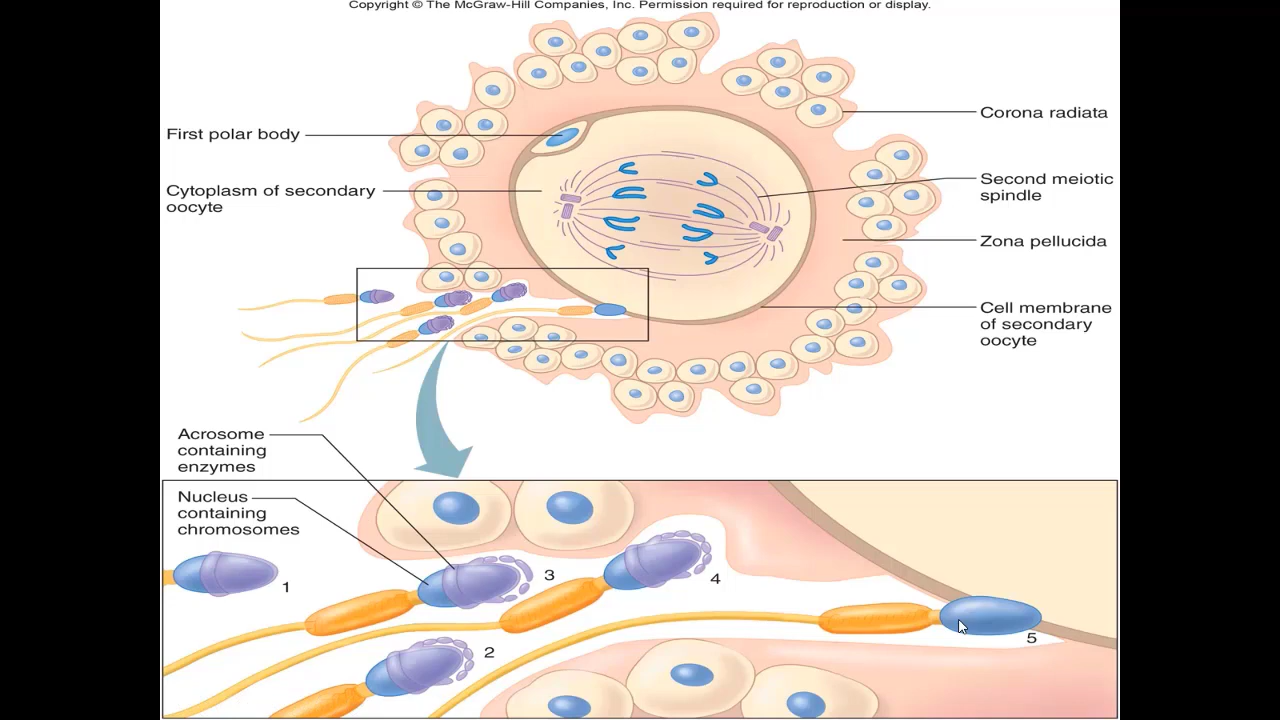 Copyright © The McGraw-Hill Companies, Inc. Permission required for reproduction or display.
First polar body
Cytoplasm of secondary
oocyte
Corona radiata
Second meiotic
spindle
Zona pellucida
Cell membrane
of secondary
oocyte
Acrosome
containing
enzymes
Nucleus
containing
chromosomes
1
3
4
2
5